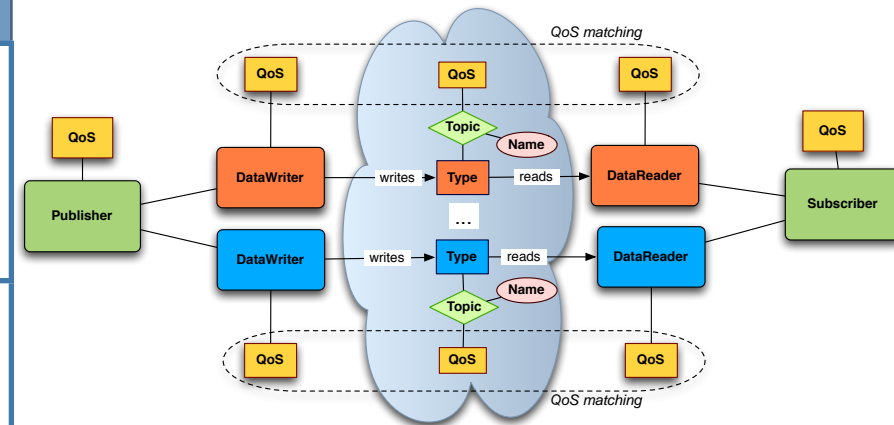 QoS matching
QoS
QoS
QoS
QoS
QoS
Topic
Name
DataWriter
writes
Type
reads
DataReader
Publisher
...
Subscriber
DataWriter
writes
Type
reads
DataReader
Name
Topic
QoS
QoS
QoS
QoS matching